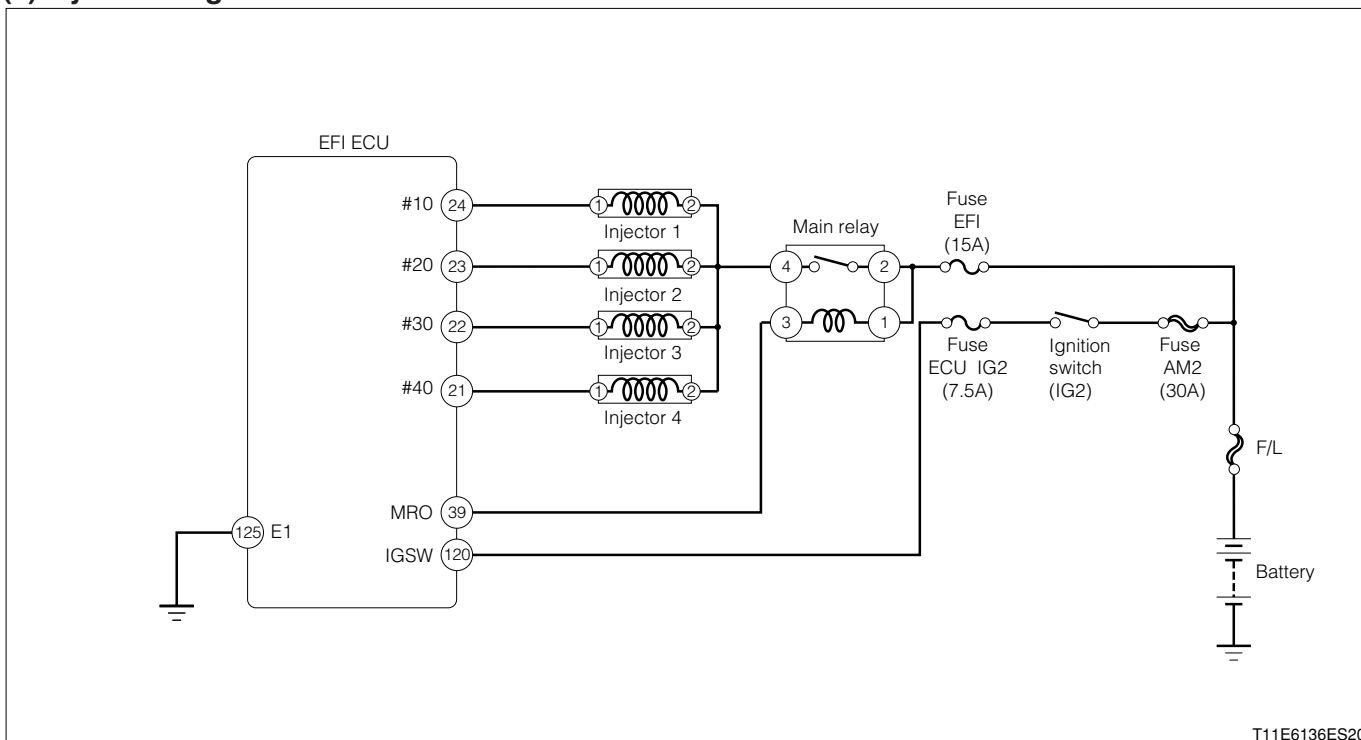 EFI ECU
#10 24
1 2
Injector 1
#20 23
1 2
Injector 2
#30 22
1 2
Injector 3
#40 21
1 2
Injector 4
Main relay
4 2
3 1
Fuse
EFI
(15A)
Fuse
ECU IG2
(7.5A)
Ignition
switch
(IG2)
Fuse
AM2
(30A)
F/L
MRO 39
125 E1
IGSW 120
Battery
T11E6136ES20